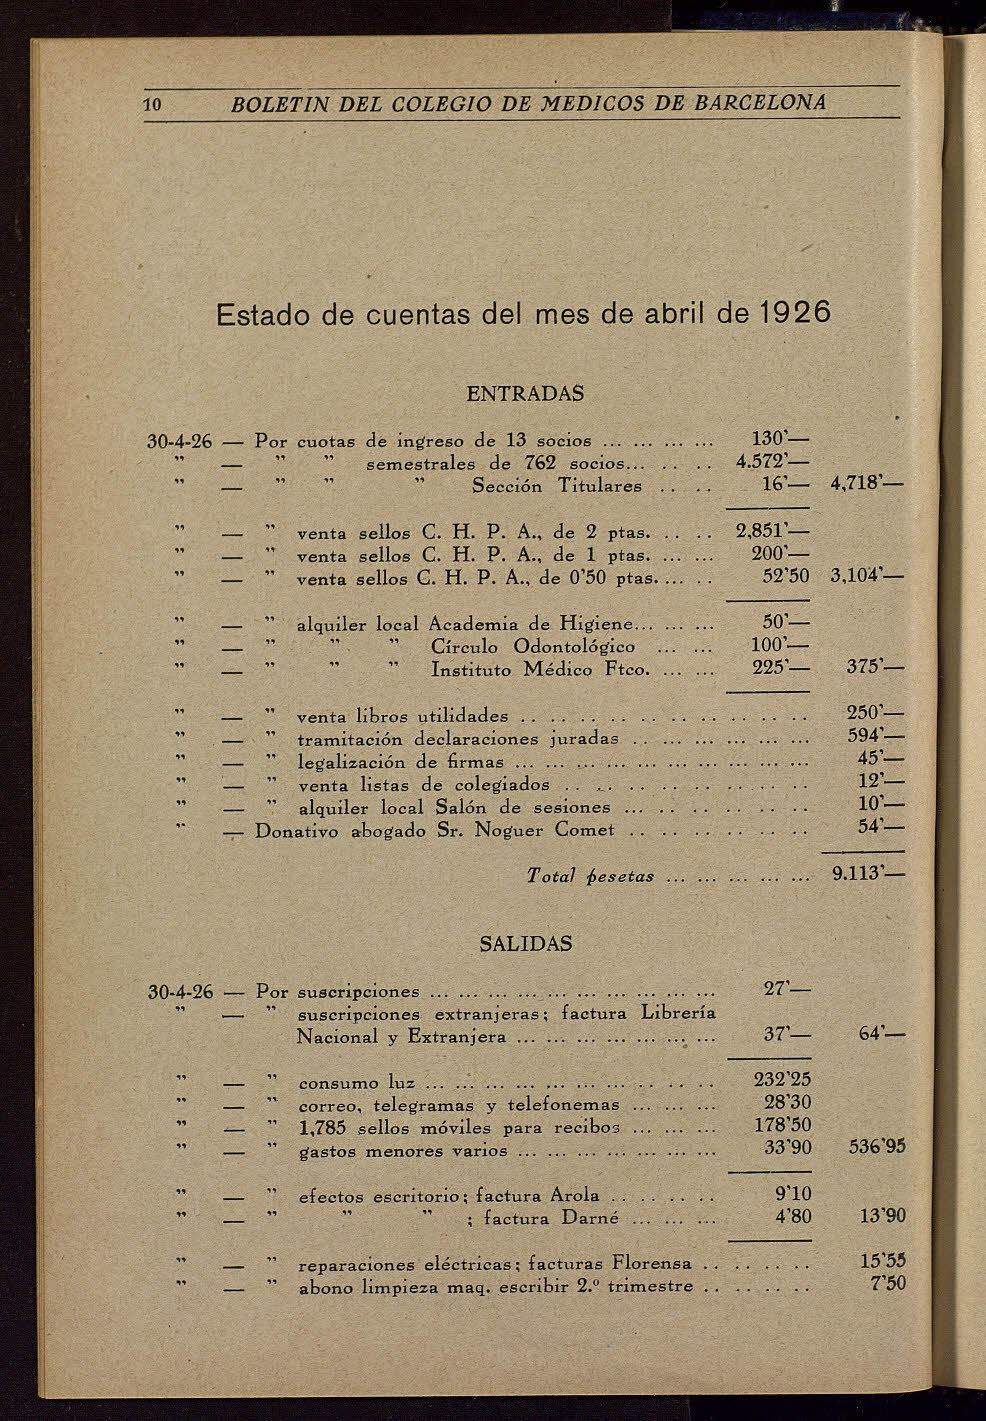 10 BOLETIN DEL COLEGIO DE MEDICOS DE BARCELONA
Estado de cuentas del mes de abril de 1926
ENTRADAS
30-4-26 — Por cuotas de ingreso de 13 socios ... ... ... ... 130'—
" — " " semestrales de 762 socios... .. .. .. 4.572'—
" — " " " Sección Titulares .. .. 16'— 4,718'—
" — " venta sellos C. H. P. A., de 2 ptas. .. .. .. 2,851'—
" — " venta sellos C. H. P. A., de 1 ptas. ... ... 200'—
" — " venta sellos C. H. P. A., de 0'50 ptas. ... .. .. 52'50 3,104'—
" — " alquiler local Academia de Higiene... ... ... 50'—
" — " " " Círculo Odontológico ... ... 100'—
" — " " " Instituto Médico Ftco. ... ... 225'— 375'—
" — " venta libros utilidades .. .. .. .. .. .. .. .. .. .. 250'—
" — " tramitación declaraciones juradas .. ... ... ... ... ... 594'—
" — " legalización de firmas ... ... ... ... ... ... ... ... ... ... 45'—
" — " venta listas de colegiados .. .. .. .. .. .. .. .. .. 12'—
" — " alquiler local Salón de sesiones ... .. .. .. .. .. .. 10'—
" — Donativo abogado Sr. Noguer Comet .. .. .. .. .. .. .. 54'—
Total pesetas ... ... ... ... ... 9.113'—
SALIDAS
30-4-26 — Por suscripciones ... ... ... ... ... ... ... ... ... ... 27'—
" — " suscripciones extranjeras; factura Librería
Nacional y Extranjera ... ... ... ... ... ... ... 37'— 64'—
" — " consumo luz ... ... ... ... ... ... ... .. .. .. .. 232'25
" — " correo, telegramas y telefonemas ... ... ... 28'30
" — " 1,785 sellos móviles para recibos ... ... ... 178'50
" — " gastos menores varios ... ... ... ... ... ... ... 33'90 536'95
" — " efectos escritorio; factura Arola .. .. .. .. .. 9'10
" — " " " ; factura Darné ... ... ... 4'80 13'90
" — " reparaciones eléctricas; facturas Florensa .. .. .. .. .. 15'55
" — " abono limpieza maq. escribir 2.º trimestre .. .. .. .. .. 7'50